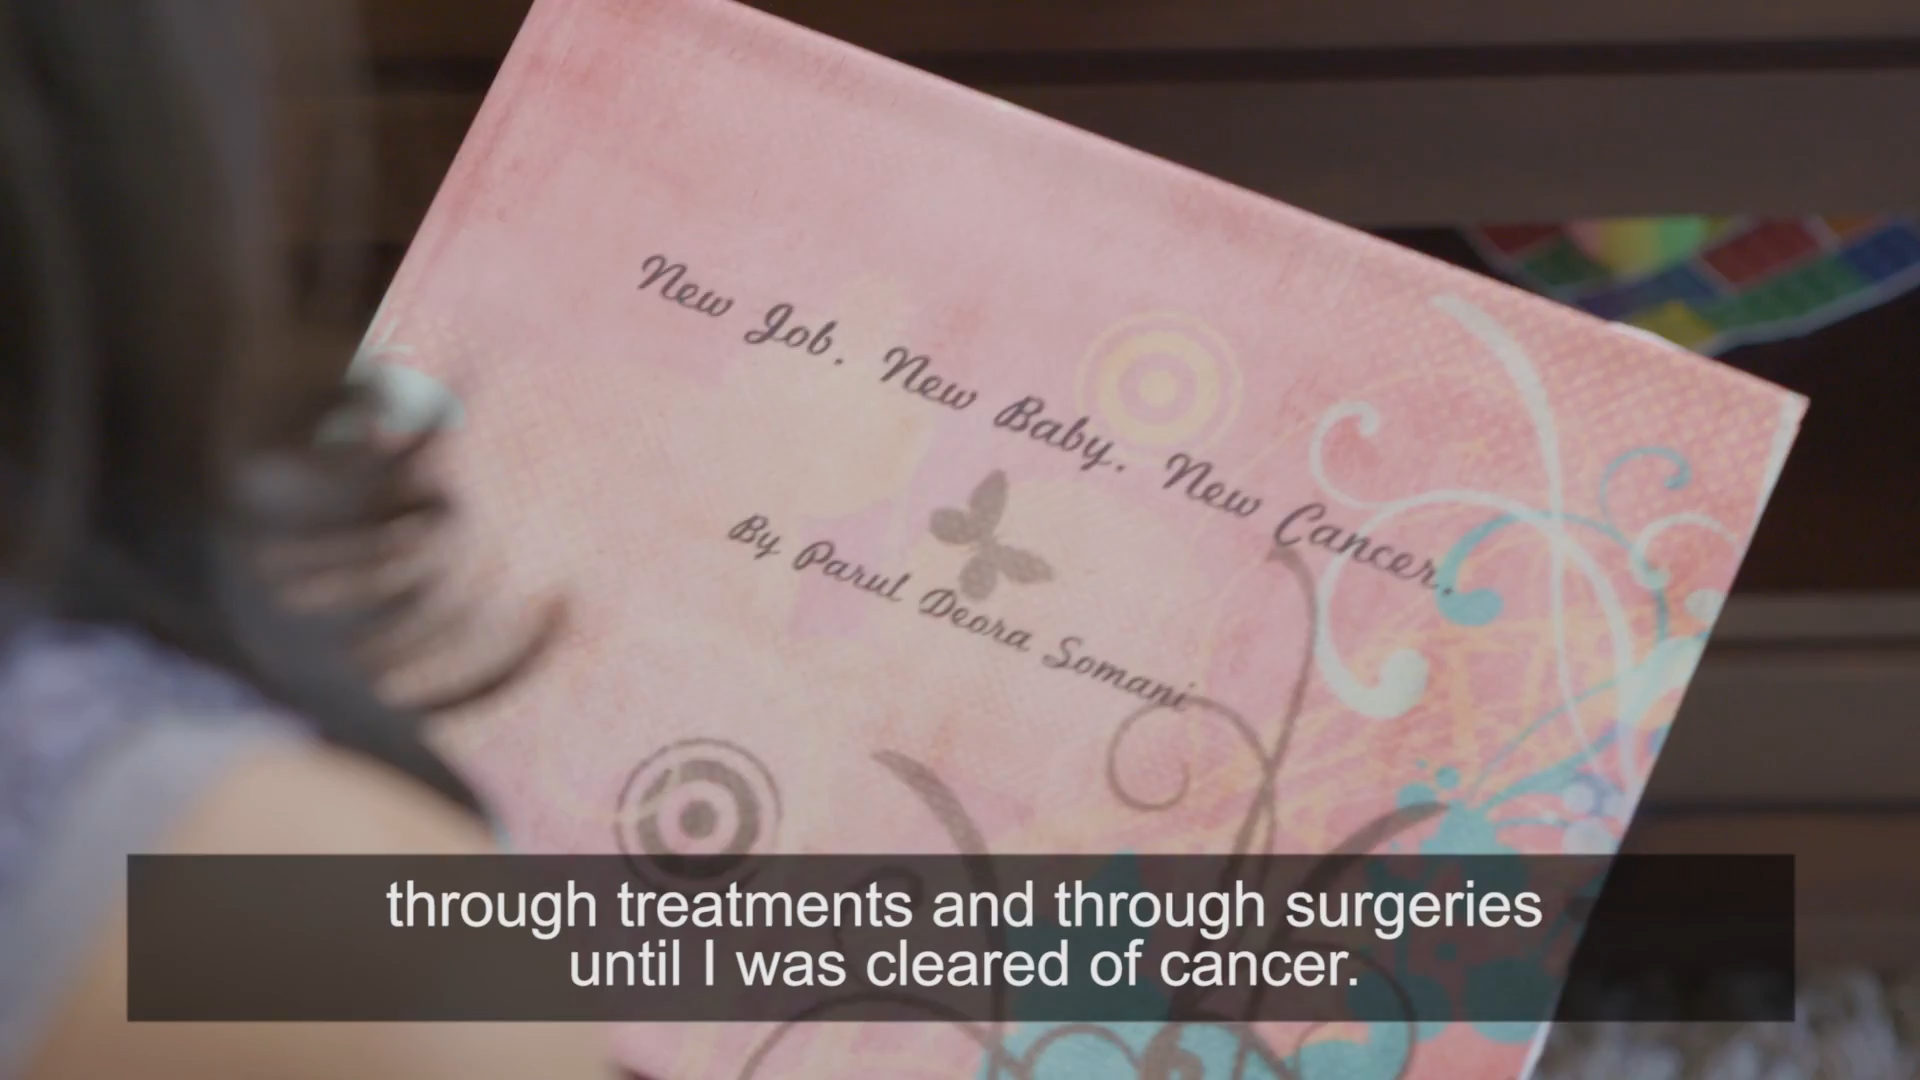 New Job. New Baby. New Cancer.
By Parul Deora Somani
through treatments and through surgeries
until I was cleared of cancer.